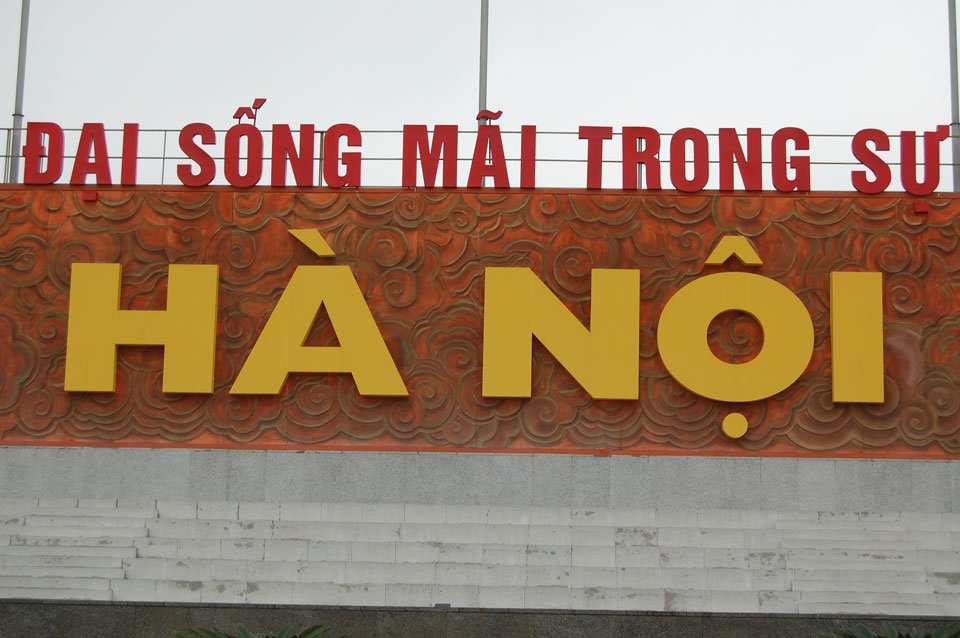 ĐẠI SỐNG MÃI TRONG SỰ
HÀ NỘI